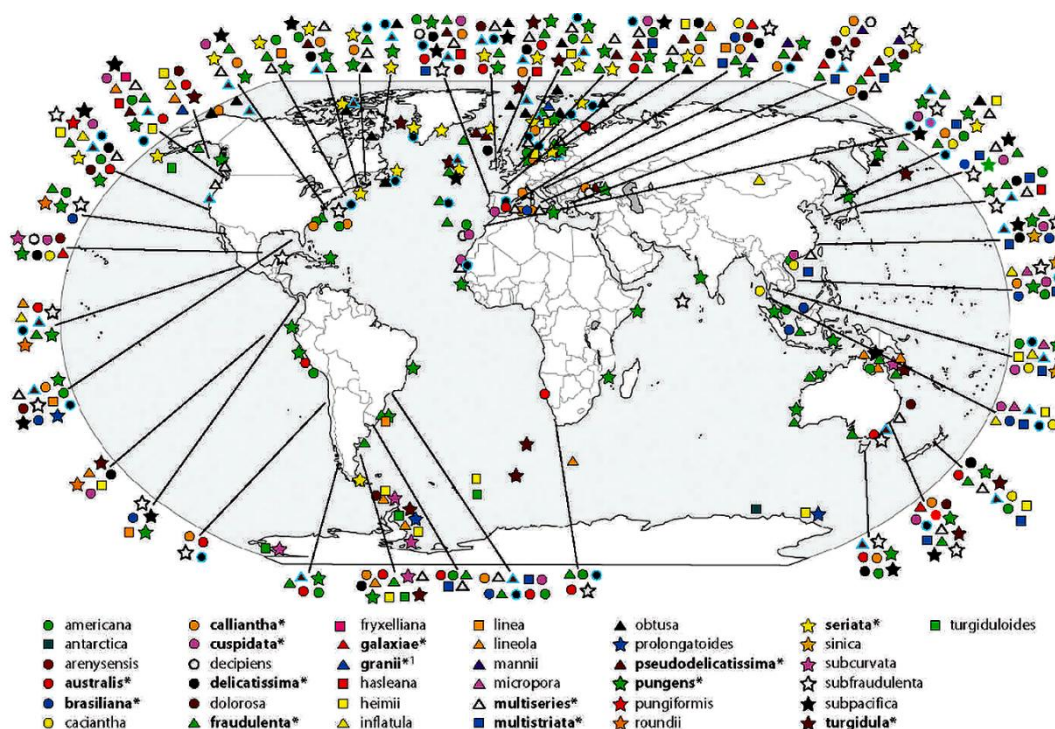 americana calliantha* fryxelliana linea obtusa seriata* turgiduloides
antarctica cuspidata* galaxiae* lineola prolongatoides sinica
arenysensis decipiens granii*1 mannii pseudodelicatissima* subcurvata
australis* delicatissima* hasleana micropora pungens* subfraudulenta
brasiliana* dolorosa heimii multiseries* pungiformis subpacifica
caciantha fraudulenta* inflatula multistriata* roundii turgidula*